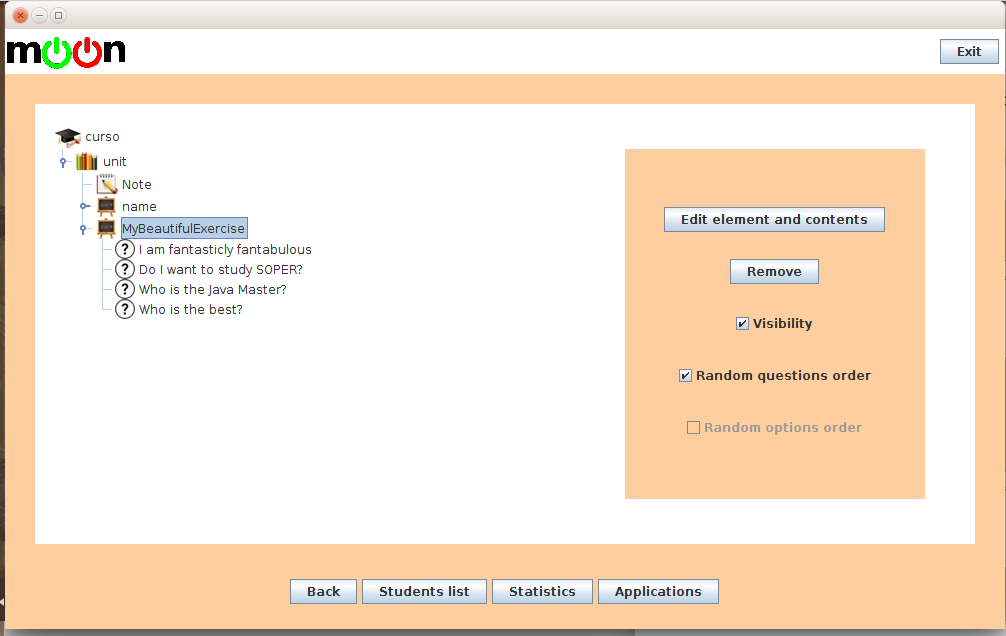 moon
Exit
curso
unit
Note
name
MyBeautifulExercise
? I am fantasticly fantabulous
? Do I want to study SOPER?
? Who is the Java Master?
? Who is the best?
Edit element and contents
Remove
Visibility
Random questions order
Random options order
Back Students list Statistics Applications